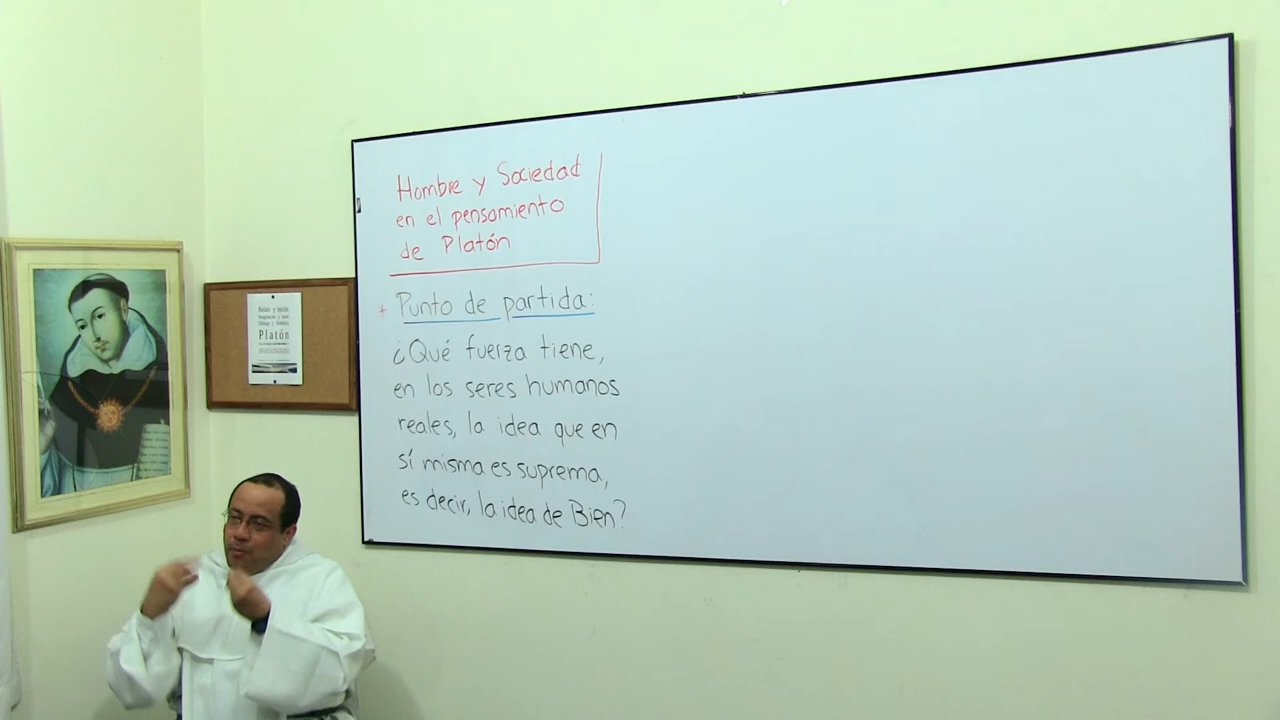 Hombre y Sociedad
en el pensamiento
de Platón
* Punto de partida:
¿Qué fuerza tiene,
en los seres humanos
reales, la idea que en
sí misma es suprema,
es decir, la idea de Bien?
Relato y
Platón